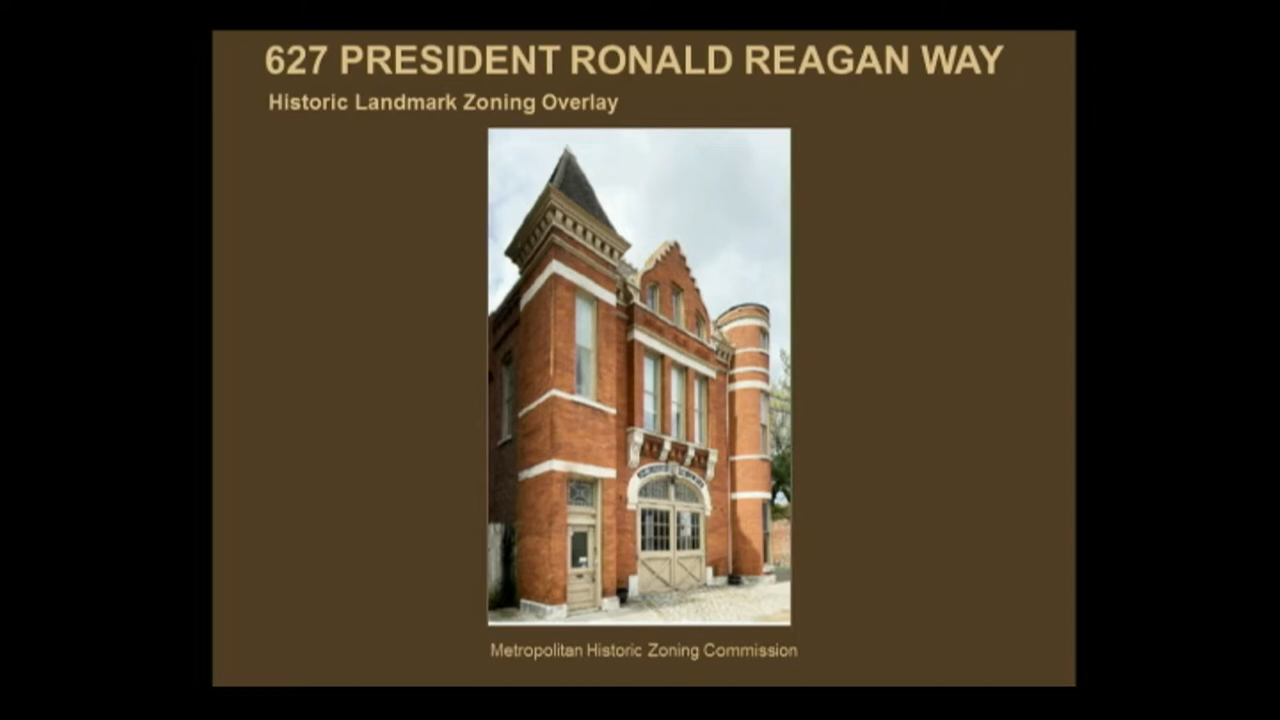 627 PRESIDENT RONALD REAGAN WAY
Historic Landmark Zoning Overlay
Metropolitan Historic Zoning Commission